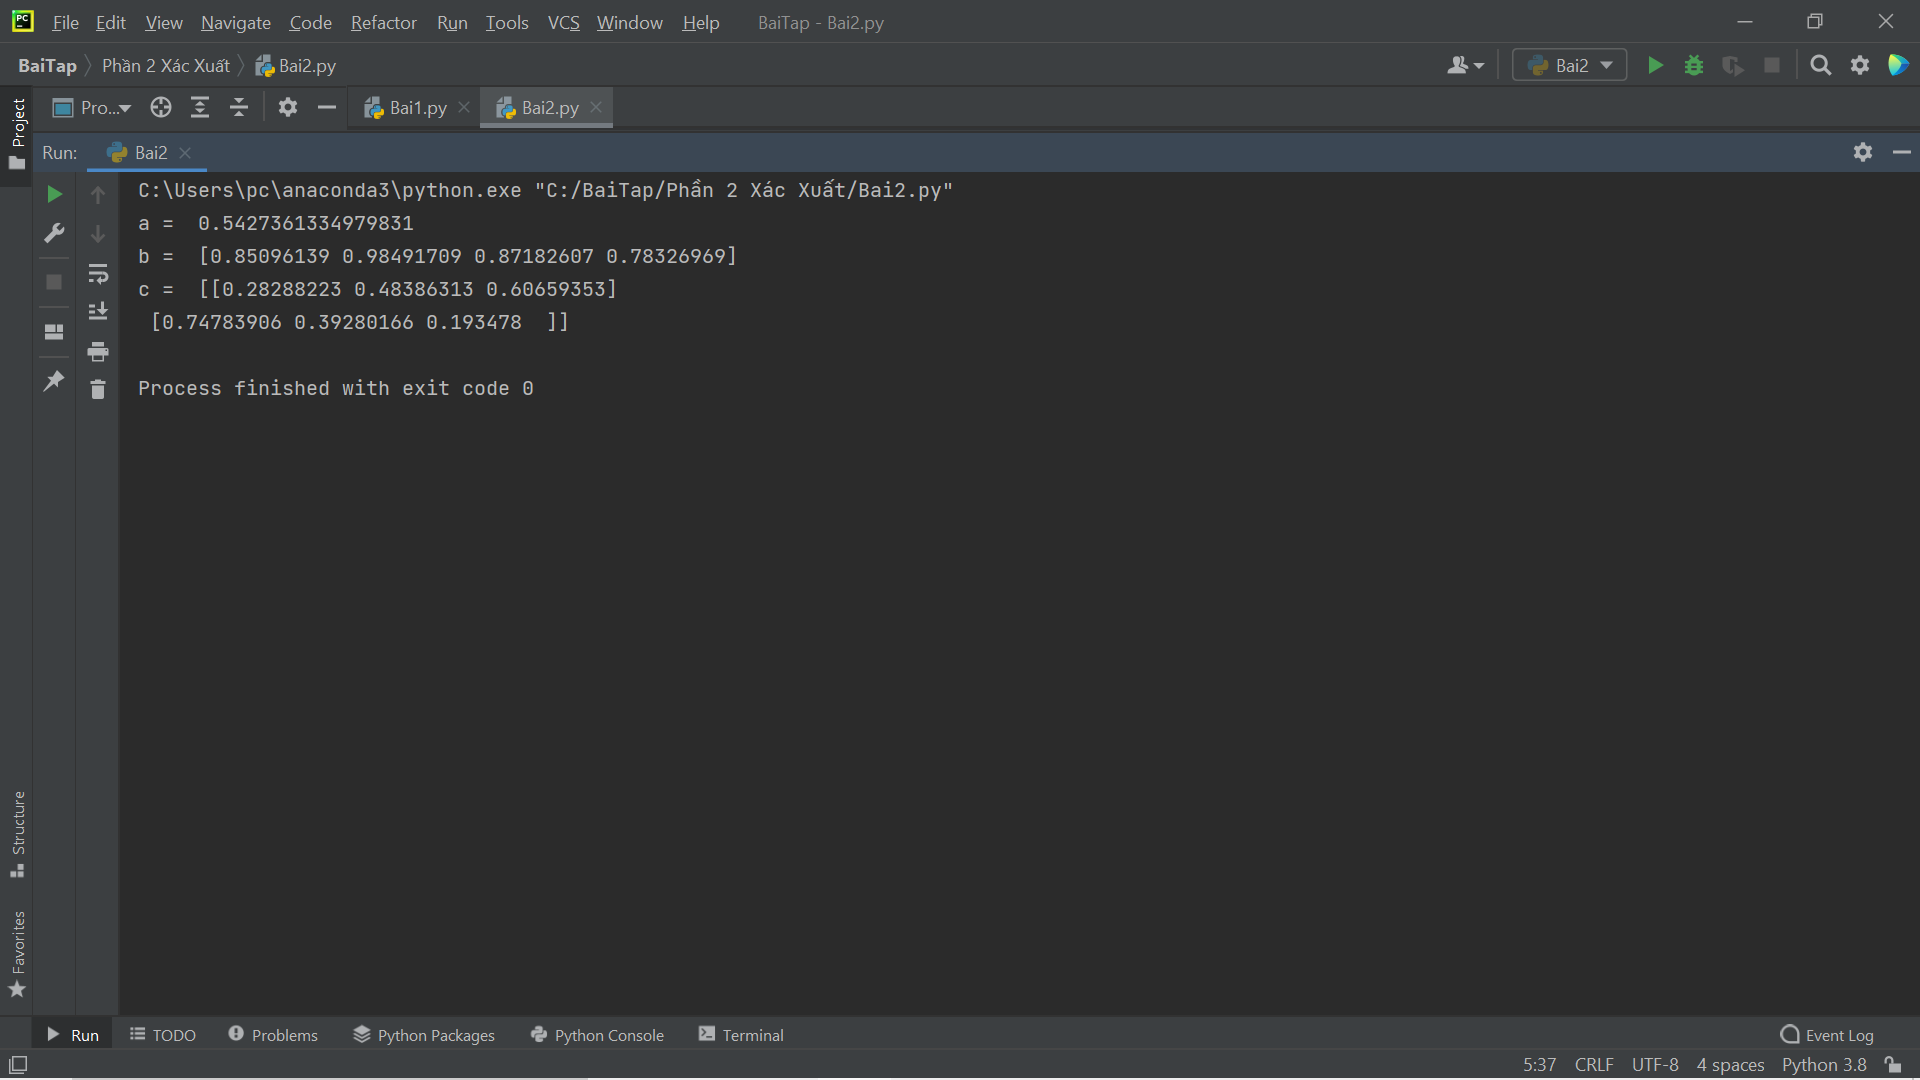 File Edit View Navigate Code Refactor Run Tools VCS Window Help BaiTap - Bai2.py
BaiTap Phần 2 Xác Xuất Bai2.py Bai2
Project
Pro... Bai1.py Bai2.py
Run: Bai2
C:\Users\pc\anaconda3\python.exe "C:/BaiTap/Phần 2 Xác Xuất/Bai2.py"
a =  0.5427361334979831
b =  [0.85096139 0.98491709 0.87182607 0.78326969]
c =  [[0.28288223 0.48386313 0.60659353]
 [0.74783906 0.39280166 0.193478  ]]
Process finished with exit code 0
Structure
Favorites
Run TODO Problems Python Packages Python Console Terminal Event Log
5:37 CRLF UTF-8 4 spaces Python 3.8